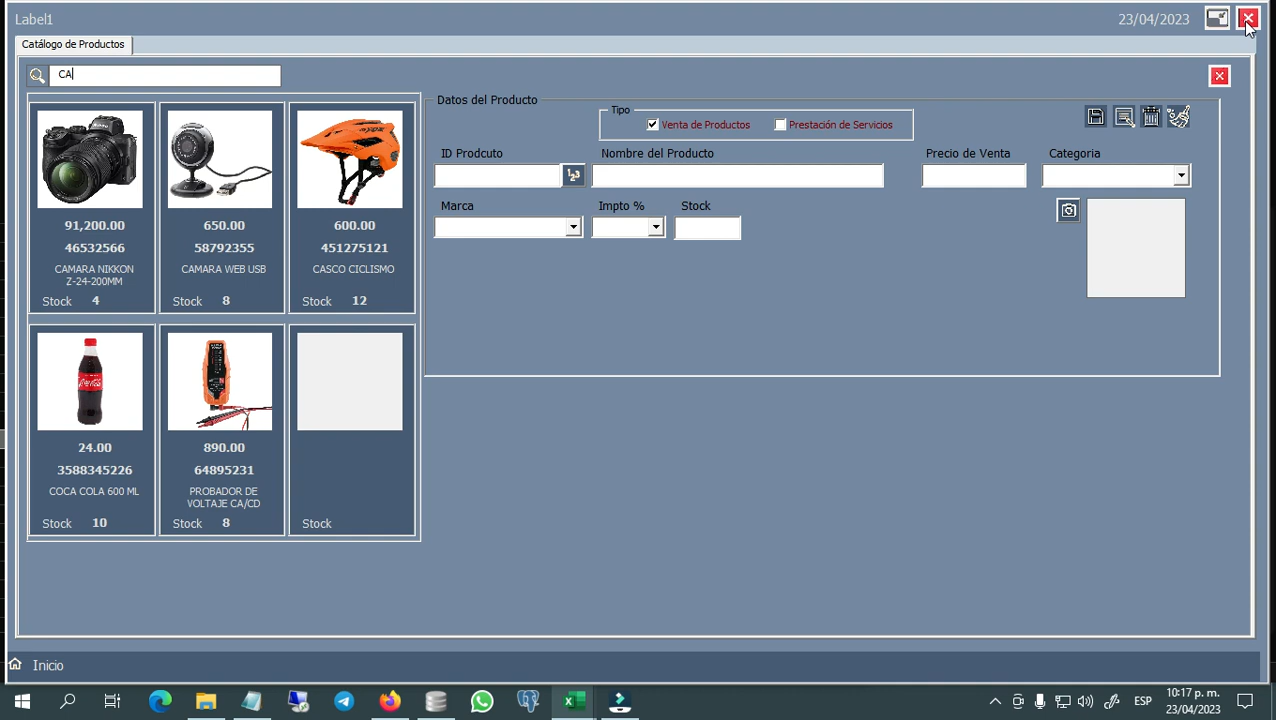 Label1
23/04/2023
Catálogo de Productos
CA
Datos del Producto
Tipo
Venta de Productos
Prestación de Servicios
ID Prodcuto
Nombre del Producto
Precio de Venta
Categoria
Marca
Impto %
Stock
91,200.00
46532566
CAMARA NIKKON
Z-24-200MM
Stock 4
650.00
58792355
CAMARA WEB USB
Stock 8
600.00
451275121
CASCO CICLISMO
Stock 12
24.00
3588345226
COCA COLA 600 ML
Stock 10
890.00
64895231
PROBADOR DE
VOLTAJE CA/CD
Stock 8
Stock
Inicio
ESP
10:17 p. m.
23/04/2023